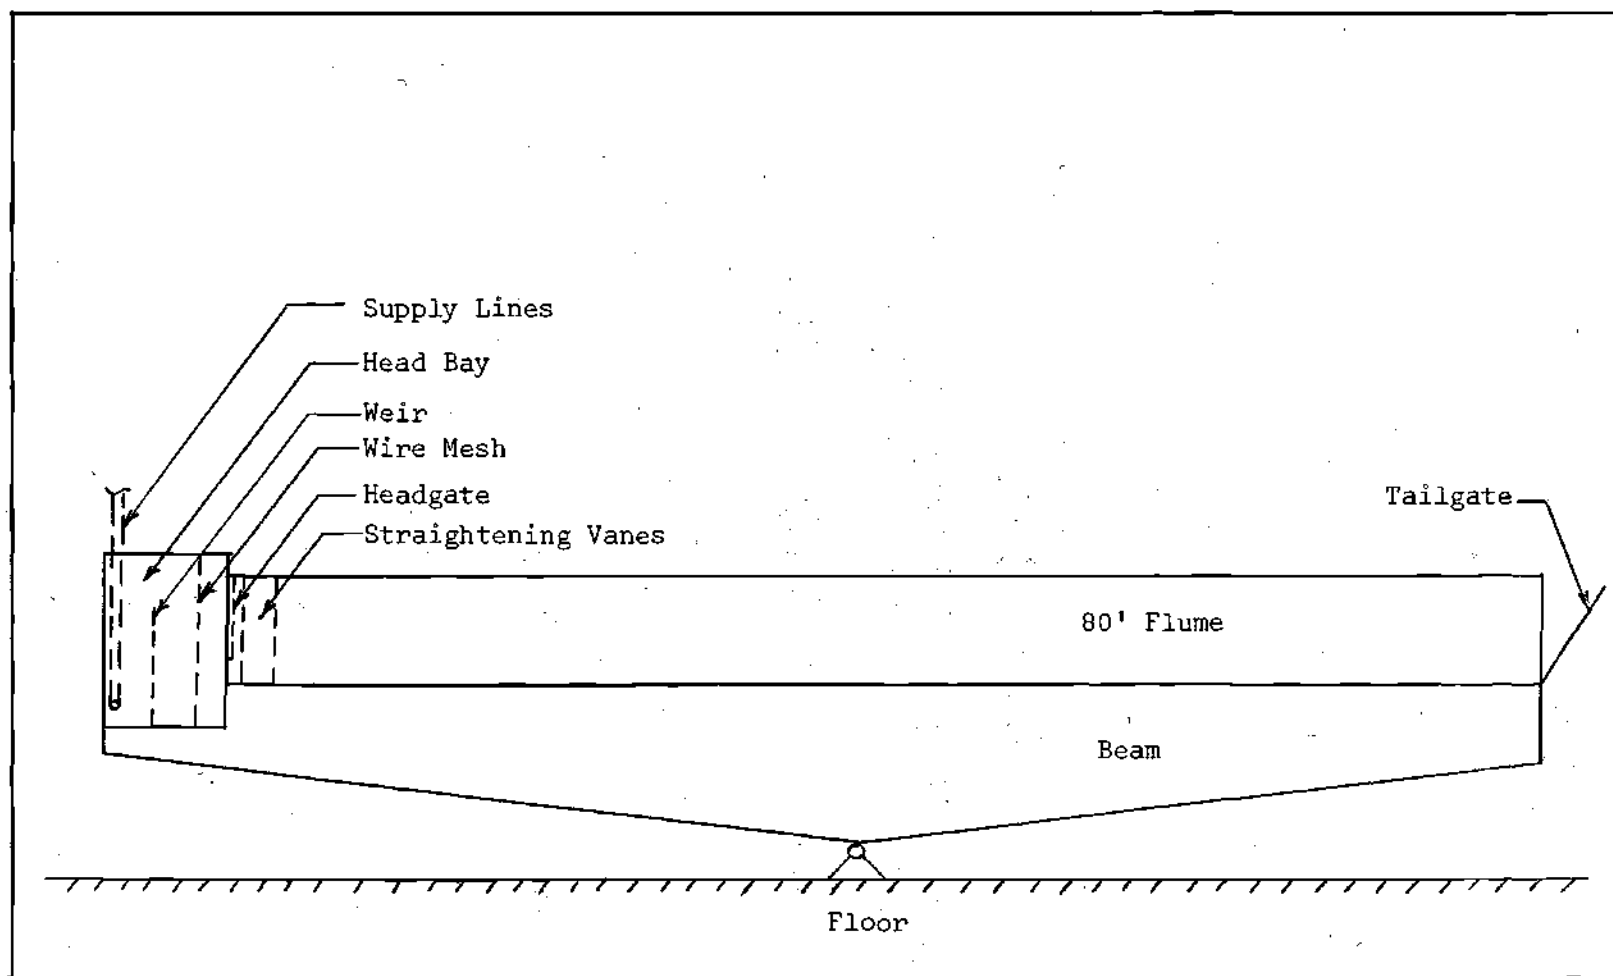 Supply Lines
Head Bay
Weir
Wire Mesh
Headgate
Straightening Vanes
Tailgate
80' Flume
Beam
Floor